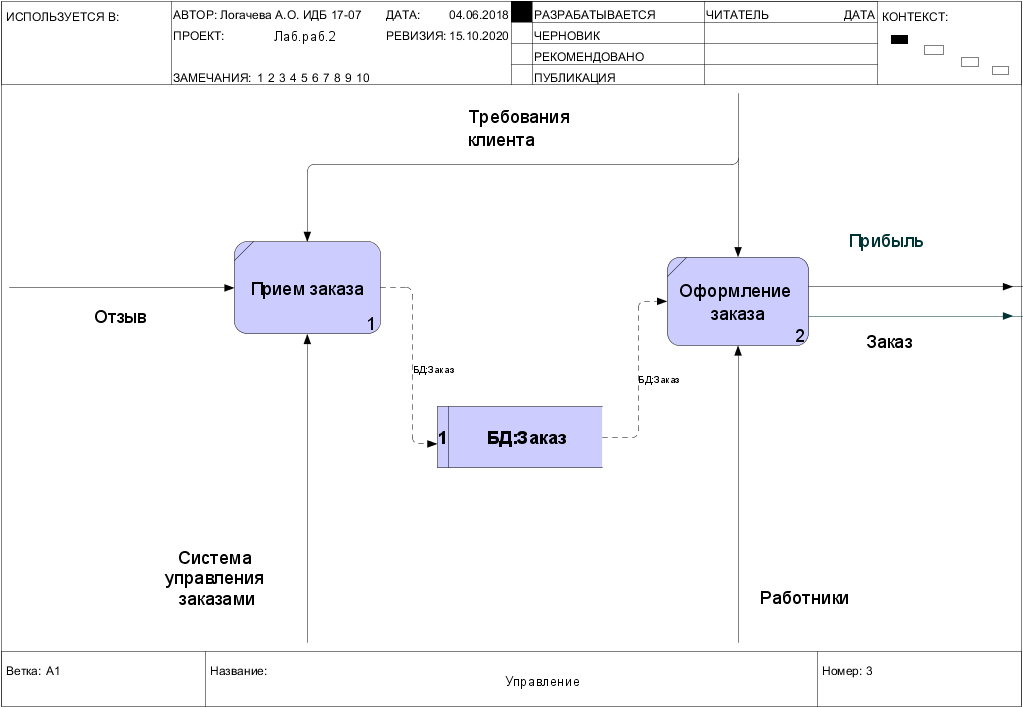 ИСПОЛЬЗУЕТСЯ В:
АВТОР: Логачева А.О. ИДБ 17-07
ДАТА: 04.06.2018
РАЗРАБАТЫВАЕТСЯ
ЧИТАТЕЛЬ
ДАТА
КОНТЕКСТ:
ПРОЕКТ: Лаб.раб.2
РЕВИЗИЯ: 15.10.2020
ЧЕРНОВИК
РЕКОМЕНДОВАНО
ЗАМЕЧАНИЯ: 1 2 3 4 5 6 7 8 9 10
ПУБЛИКАЦИЯ
Требования
клиента
Прибыль
Прием заказа
1
Оформление
заказа
2
Отзыв
Заказ
БД:Заказ
БД:Заказ
1
БД:Заказ
Система
управления
заказами
Работники
Ветка: A1
Название:
Управление
Номер: 3